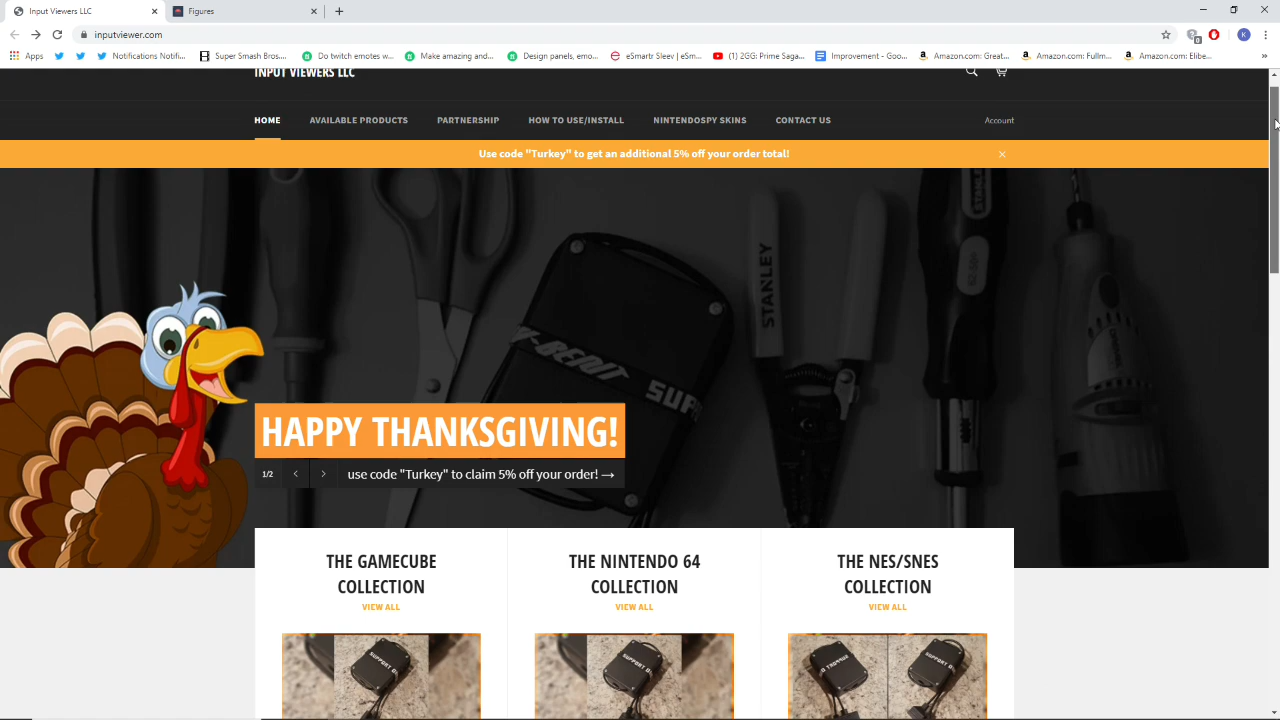 Input Viewers LLC
Figures
inputviewer.com
K
Apps
Notifications Notifi...
Super Smash Bros....
Do twitch emotes w...
Make amazing and...
Design panels, emo...
eSmartr Sleev | eSm...
(1) 2GG: Prime Saga...
Improvement - Goo...
Amazon.com: Great...
Amazon.com: Fullm...
Amazon.com: Elibe...
INPUT VIEWERS LLC
HOME
AVAILABLE PRODUCTS
PARTNERSHIP
HOW TO USE/INSTALL
NINTENDOSPY SKINS
CONTACT US
Account
Use code "Turkey" to get an additional 5% off your order total!
STANLEY
HAPPY THANKSGIVING!
1/2
use code "Turkey" to claim 5% off your order! →
THE GAMECUBE
COLLECTION
VIEW ALL
THE NINTENDO 64
COLLECTION
VIEW ALL
THE NES/SNES
COLLECTION
VIEW ALL